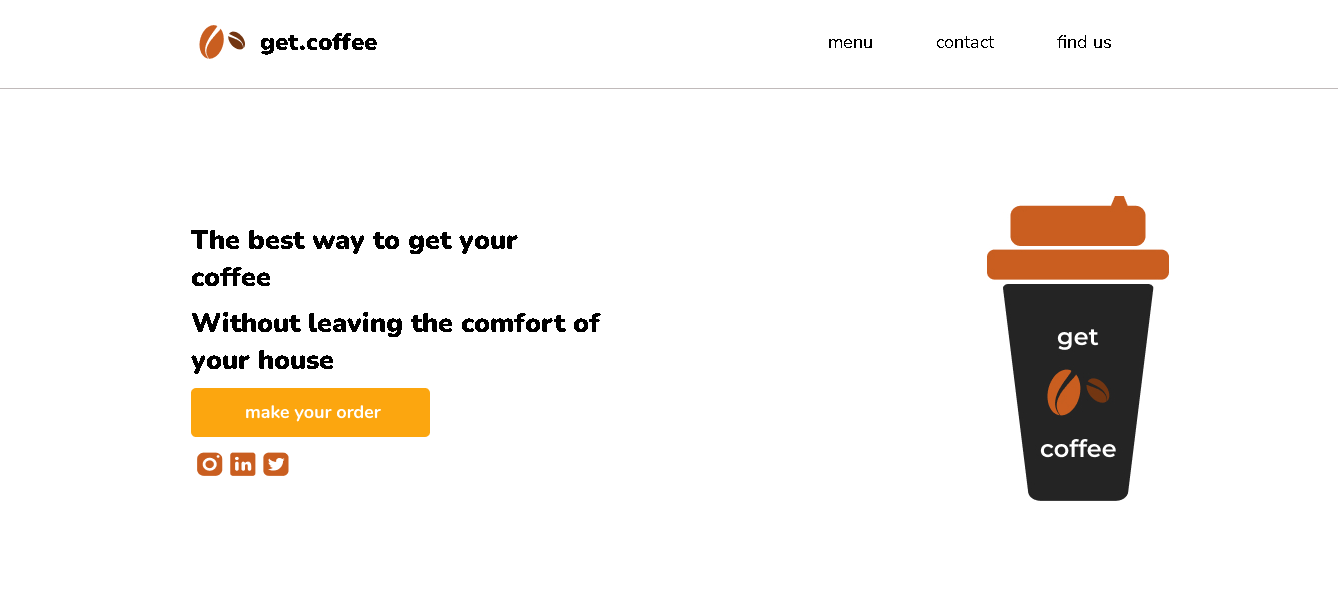 get.coffee
menu
contact
find us
The best way to get your
coffee
Without leaving the comfort of
your house
make your order
in
get
coffee